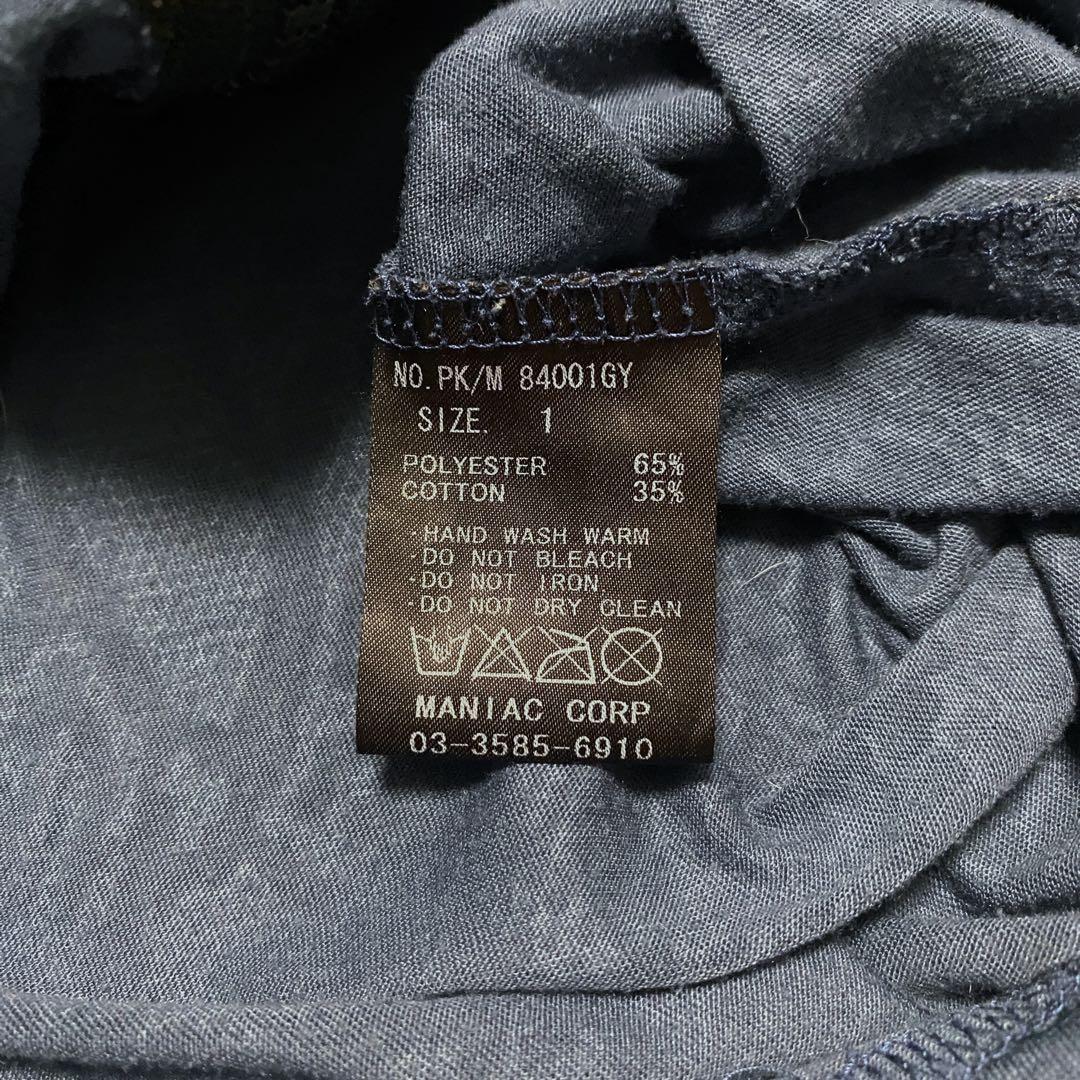 NO. PK/M 84001GY
SIZE. 1
POLYESTER 65%
COTTON 35%
・HAND WASH WARM
・DO NOT BLEACH
・DO NOT IRON
・DO NOT DRY CLEAN
MANIAC CORP
03-3585-6910